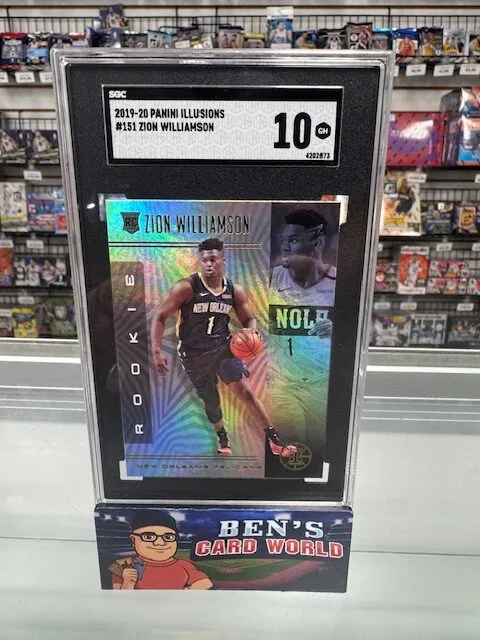 SGC
2019-20 PANINI ILLUSIONS
#151 ZION WILLIAMSON
10 GM
4202873
RC ZION WILLIAMSON
ROOKIE
NEW ORLEANS
1
NOLA
1
NEW ORLEANS PELICANS
BEN'S
CARD WORLD